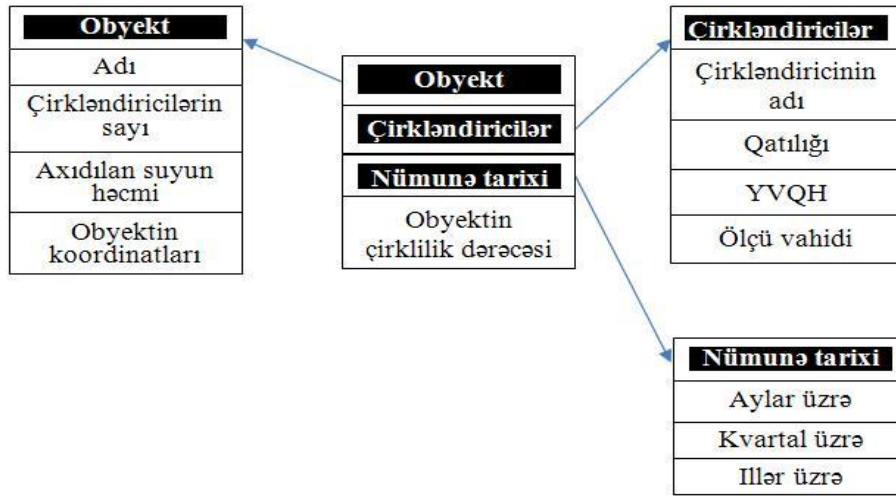 Obyekt
Adı
Çirkləndiricilərin
sayı
Axıdılan suyun
həcmi
Obyektin
koordinatları
Obyekt
Çirkləndiricilər
Nümunə tarixi
Obyektin
çirklilik dərəcəsi
Çirkləndiricilər
Çirkləndiricinin
adı
Qatılığı
YVQH
Ölçü vahidi
Nümunə tarixi
Aylar üzrə
Kvartal üzrə
Illər üzrə